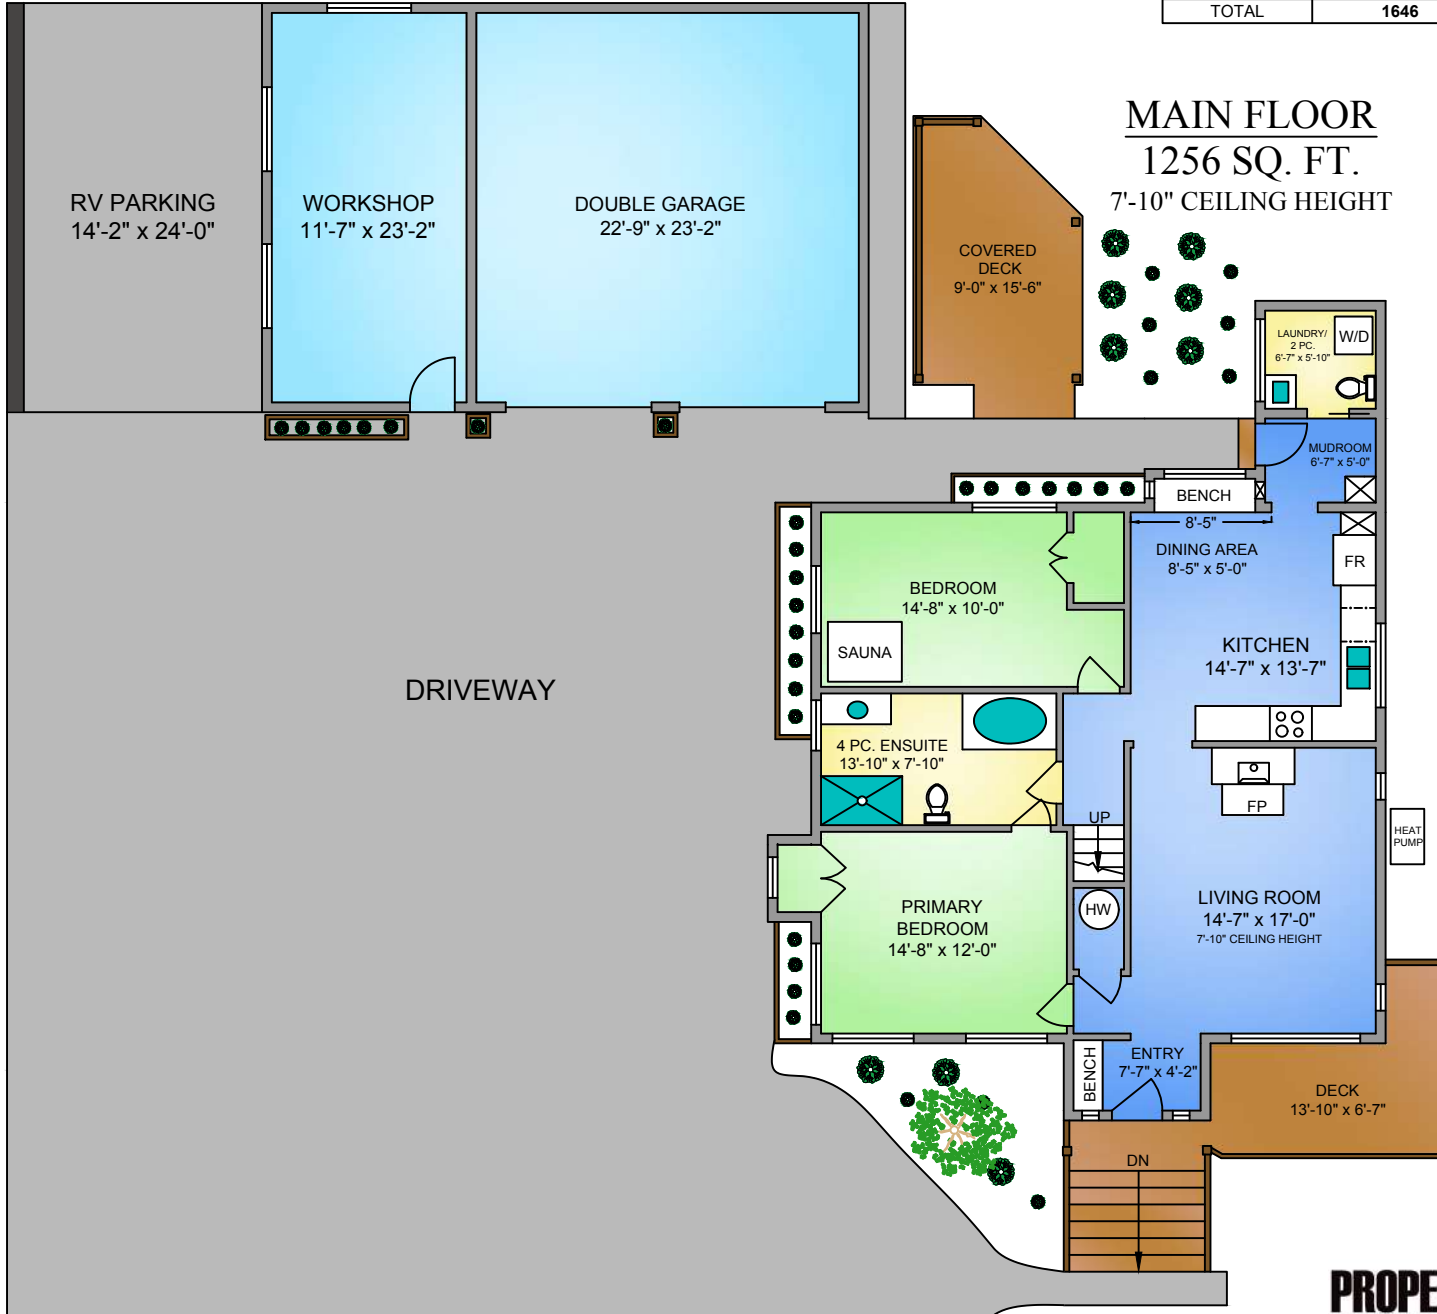 TOTAL 1646
MAIN FLOOR
1256 SQ. FT.
7'-10" CEILING HEIGHT
RV PARKING
14'-2" x 24'-0"
WORKSHOP
11'-7" x 23'-2"
DOUBLE GARAGE
22'-9" x 23'-2"
COVERED
DECK
9'-0" x 15'-6"
LAUNDRY/
2 PC.
6'-7" x 5'-10"
W/D
MUDROOM
6'-7" x 5'-0"
BENCH
8'-5"
DINING AREA
8'-5" x 5'-0"
FR
BEDROOM
14'-8" x 10'-0"
SAUNA
KITCHEN
14'-7" x 13'-7"
DRIVEWAY
4 PC. ENSUITE
13'-10" x 7'-10"
UP
FP
HEAT
PUMP
HW
PRIMARY
BEDROOM
14'-8" x 12'-0"
LIVING ROOM
14'-7" x 17'-0"
7'-10" CEILING HEIGHT
BENCH
ENTRY
7'-7" x 4'-2"
DECK
13'-10" x 6'-7"
DN
PROPE